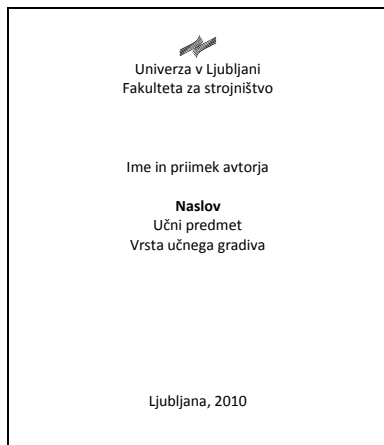 Univerza v Ljubljani
Fakulteta za strojništvo
Ime in priimek avtorja
Naslov
Učni predmet
Vrsta učnega gradiva
Ljubljana, 2010